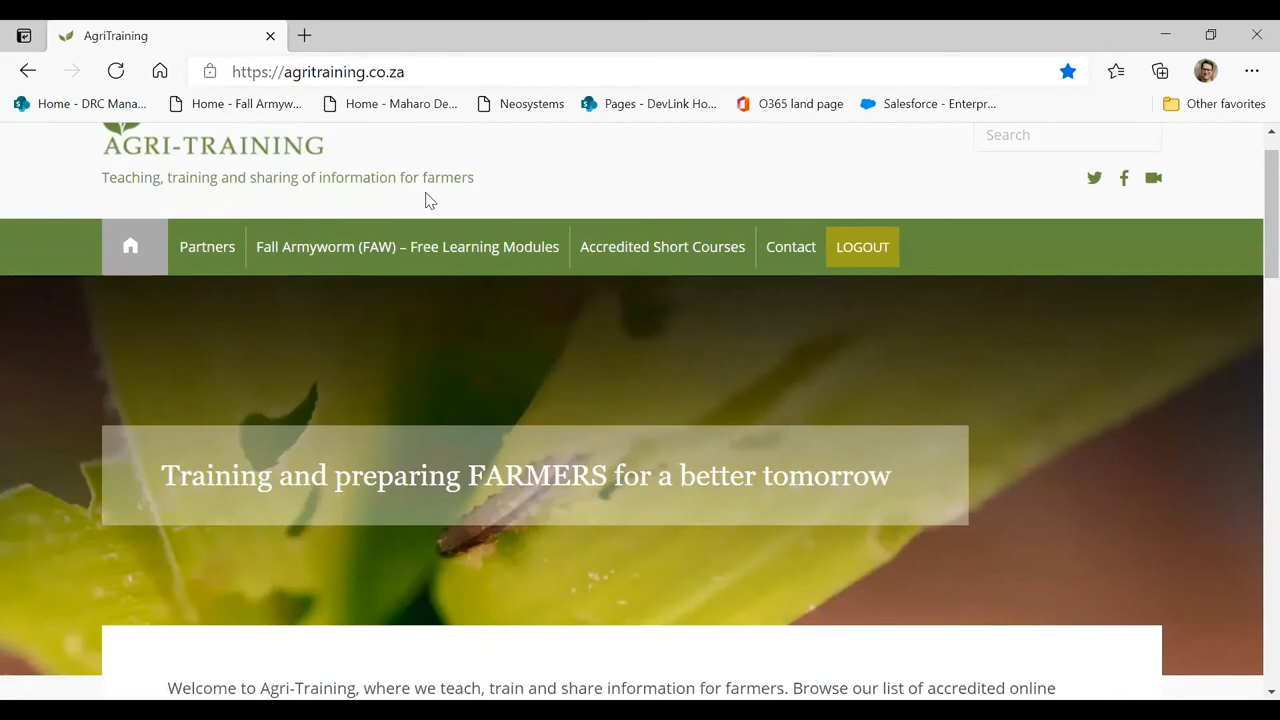 AgriTraining
https://agritraining.co.za
Home - DRC Mana... Home - Fall Armyw... Home - Maharo De... Neosystems Pages - DevLink Ho... O365 land page Salesforce - Enterpr... Other favorites
AGRI-TRAINING
Search
Teaching, training and sharing of information for farmers
Partners Fall Armyworm (FAW) – Free Learning Modules Accredited Short Courses Contact LOGOUT
Training and preparing FARMERS for a better tomorrow
Welcome to Agri-Training, where we teach, train and share information for farmers. Browse our list of accredited online